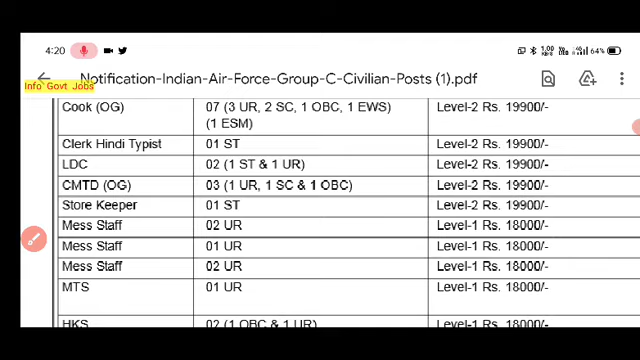 4:20
1.00 KB/S 64%
Notification-Indian-Air-Force-Group-C-Civilian-Posts (1).pdf
Info Govt Jobs
Cook (OG) 07 (3 UR, 2 SC, 1 OBC, 1 EWS) Level-2 Rs. 19900/-
(1 ESM)
Clerk Hindi Typist 01 ST Level-2 Rs. 19900/-
LDC 02 (1 ST & 1 UR) Level-2 Rs. 19900/-
CMTD (OG) 03 (1 UR, 1 SC & 1 OBC) Level-2 Rs. 19900/-
Store Keeper 01 ST Level-2 Rs. 19900/-
Mess Staff 02 UR Level-1 Rs. 18000/-
Mess Staff 01 UR Level-1 Rs. 18000/-
Mess Staff 02 UR Level-1 Rs. 18000/-
MTS 01 UR Level-1 Rs. 18000/-
HKS 02 (1 OBC & 1 UR) Level-1 Rs. 18000/-